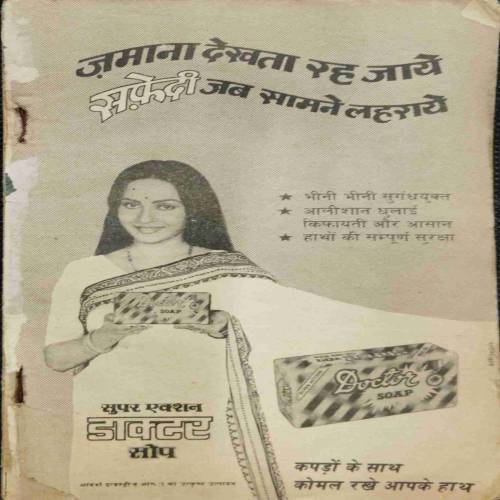 ज़माना देखता रह जाये
सफ़ेदी जब सामने लहराये
★ भीनी भीनी सुगंधयुक्त
★ आलीशान धुलाई
किफायती और आसान
★ हाथों की सम्पूर्ण सुरक्षा
SOAP
Doctor
SOAP
सुपर एक्शन
डाक्टर
सोप
कपड़ों के साथ
कोमल रखे आपके हाथ